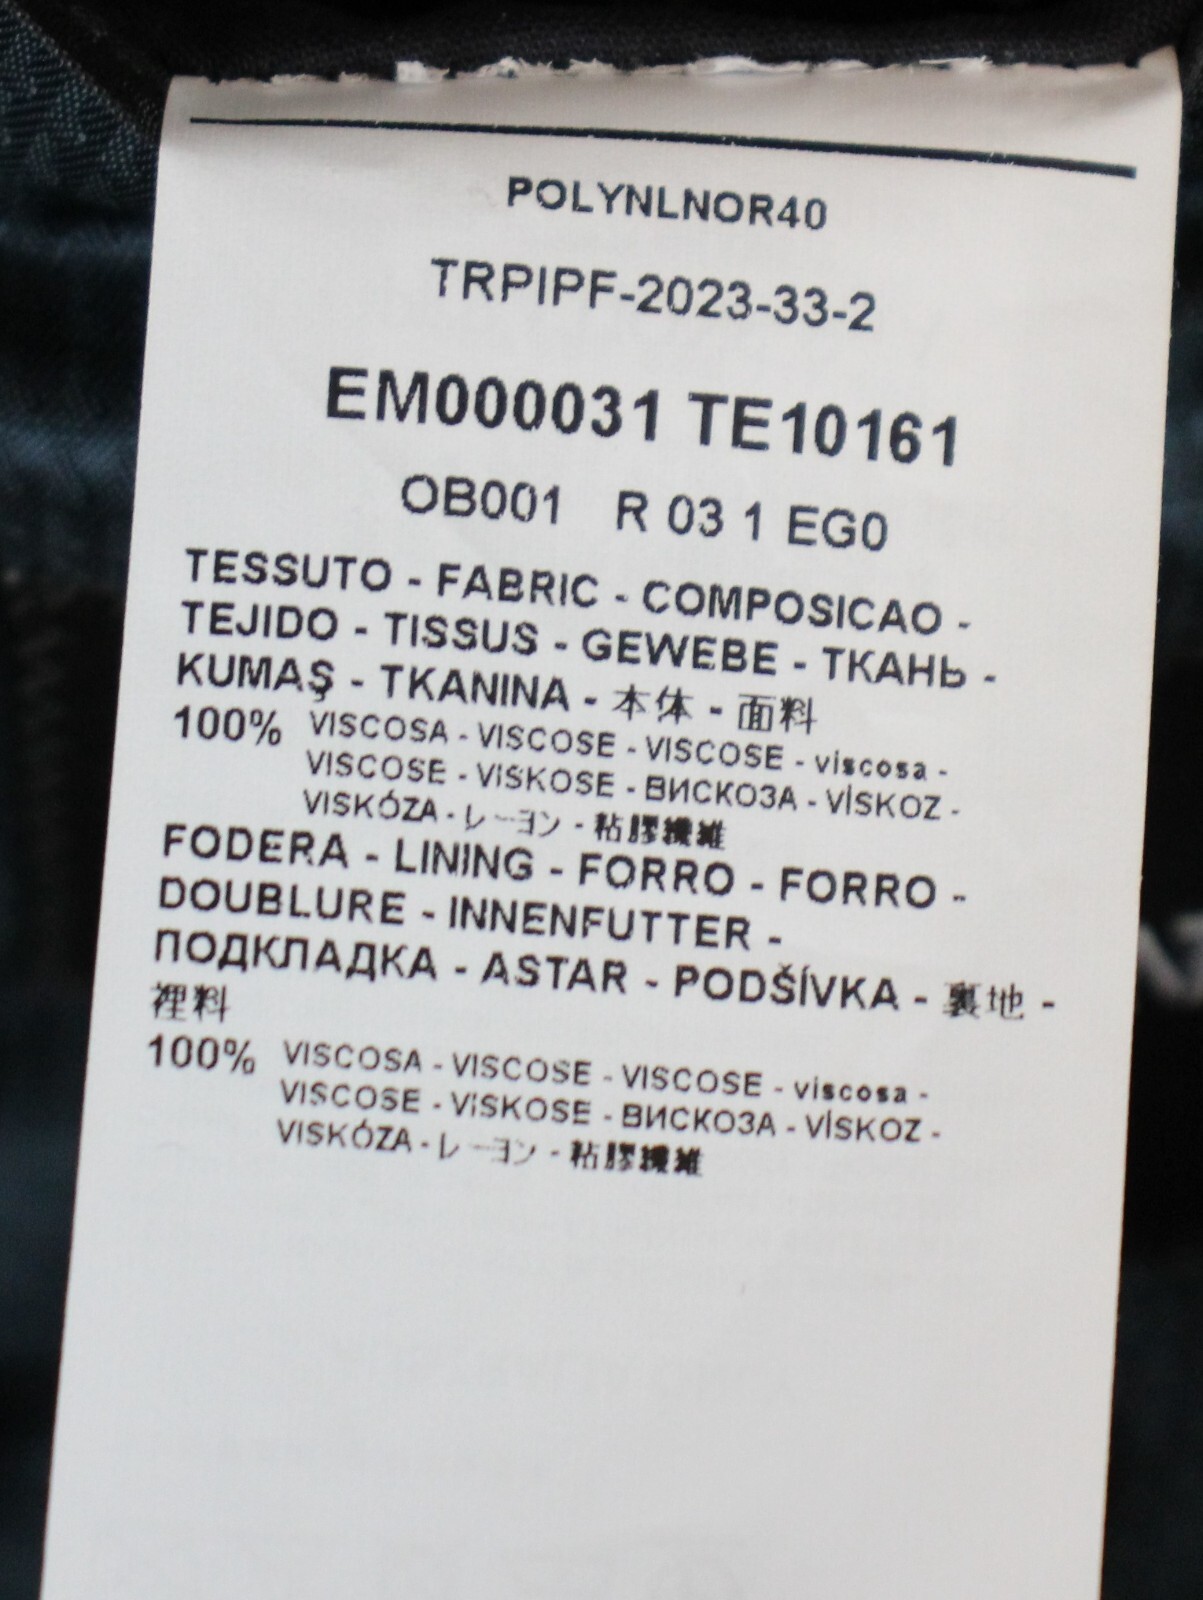 POLYNLNOR40
TRPIPF-2023-33-2
EM000031 TE10161
OB001 R 03 1 EG0
TESSUTO - FABRIC - COMPOSICAO -
TEJIDO - TISSUS - GEWEBE - ТКАНЬ -
KUMAŞ - TKANINA - 本体 - 面料
100% VISCOSA - VISCOSE - VISCOSE - viscosa -
VISCOSE - VISKOSE - ВИСКОЗА - VİSKOZ -
VISKÓZA - レーヨン - 粘膠纖維
FODERA - LINING - FORRO - FORRO -
DOUBLURE - INNENFUTTER -
ПОДКЛАДКА - ASTAR - PODŠÍVKA - 裏地 -
裡料
100% VISCOSA - VISCOSE - VISCOSE - viscosa -
VISCOSE - VISKOSE - ВИСКОЗА - VİSKOZ -
VISKÓZA - レーヨン - 粘膠纖維